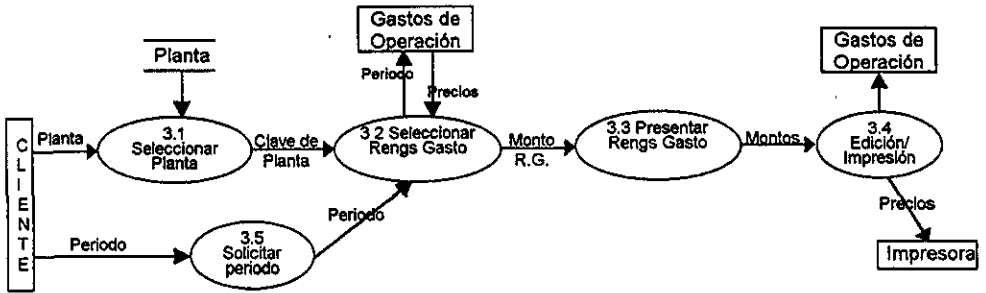 Gastos de
Operación
Planta
Gastos de
Operación
Periodo
Precios
CLIENTE
Planta
3.1
Seleccionar
Planta
Clave de
Planta
3.2 Seleccionar
Rengs Gasto
Monto
R.G.
3.3 Presentar
Rengs Gasto
Montos
3.4
Edición/
Impresión
Periodo
3.5
Solicitar
periodo
Periodo
Precios
Impresora